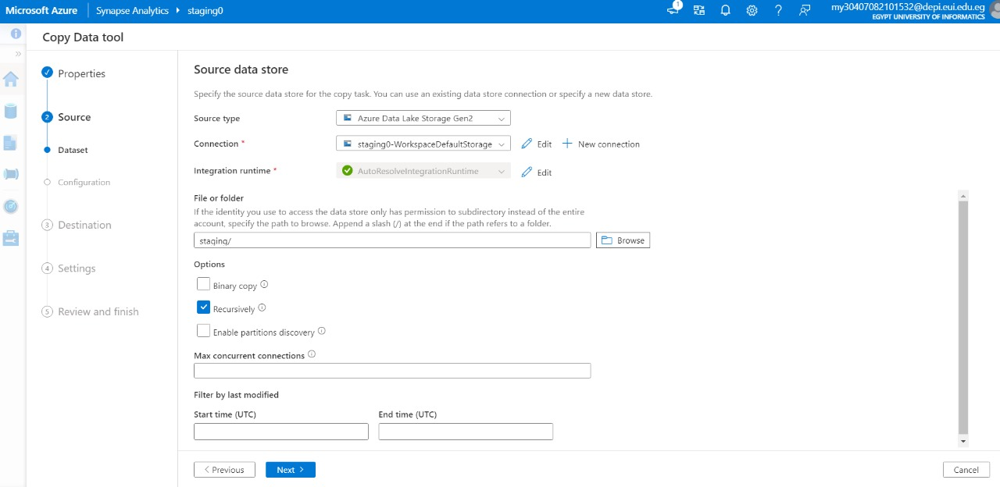 Microsoft Azure
Synapse Analytics
staging0
1
my30407082101532@depi.eui.edu.eg
EGYPT UNIVERSITY OF INFORMATICS
Copy Data tool
Properties
2 Source
Dataset
Configuration
3 Destination
4 Settings
5 Review and finish
Source data store
Specify the source data store for the copy task. You can use an existing data store connection or specify a new data store.
Source type
Azure Data Lake Storage Gen2
Connection *
staging0-WorkspaceDefaultStorage
Edit
New connection
Integration runtime *
AutoResolveIntegrationRuntime
Edit
File or folder
If the identity you use to access the data store only has permission to subdirectory instead of the entire
account, specify the path to browse. Append a slash (/) at the end if the path refers to a folder.
staging/
Browse
Options
Binary copy
Recursively
Enable partitions discovery
Max concurrent connections
Filter by last modified
Start time (UTC)
End time (UTC)
Previous
Next
Cancel